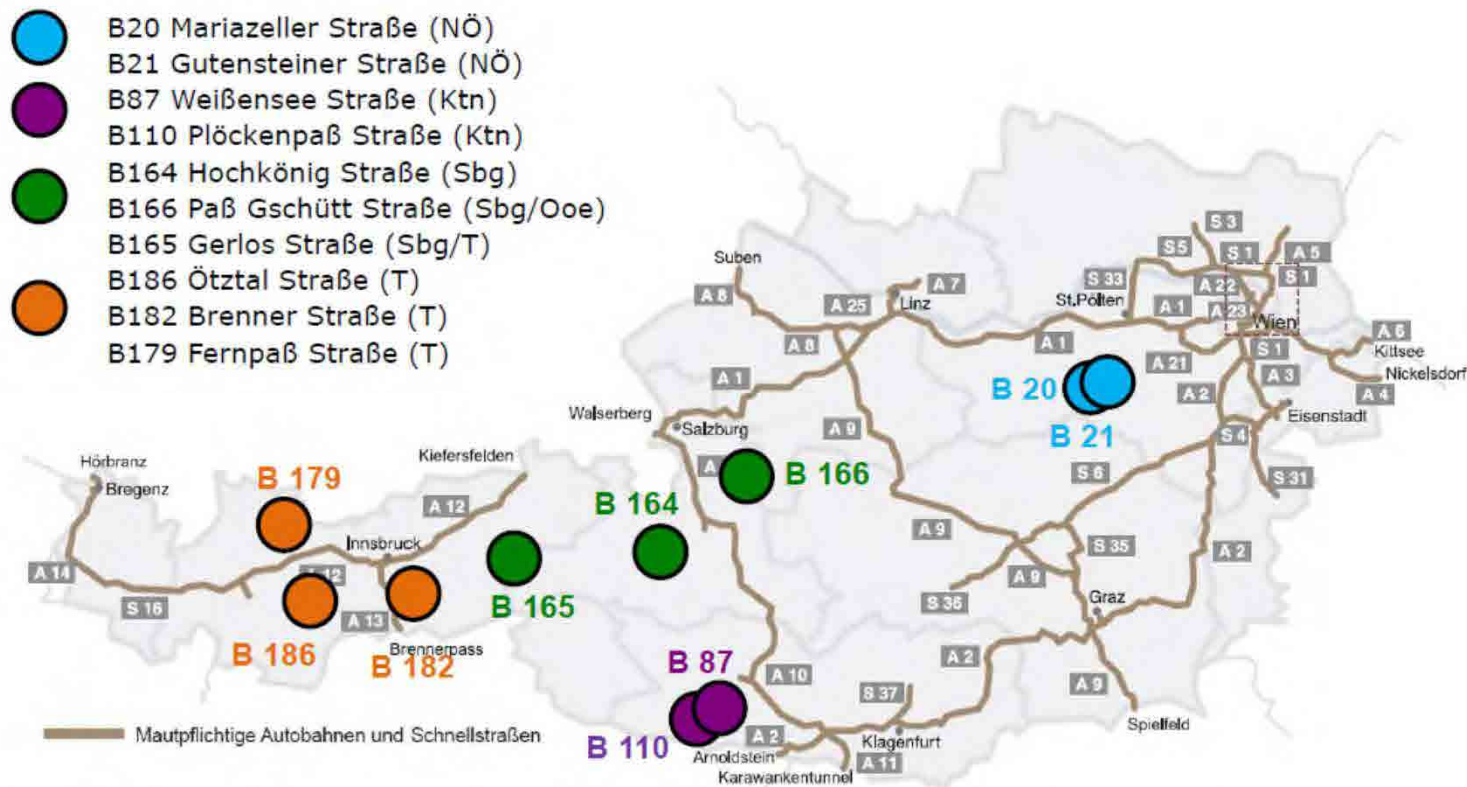 B20 Mariazeller Straße (NÖ)
B21 Gutensteiner Straße (NÖ)
B87 Weißensee Straße (Ktn)
B110 Plöckenpaß Straße (Ktn)
B164 Hochkönig Straße (Sbg)
B166 Paß Gschütt Straße (Sbg/Ooe)
B165 Gerlos Straße (Sbg/T)
B186 Ötztal Straße (T)
B182 Brenner Straße (T)
B179 Fernpaß Straße (T)
S 3
S 5
S 1
A 5
Suben
S 33
A 22
S 1
A 7
A 8
A 25
Linz
St.Pölten
A 1
A 23
Wien
A 6
A 8
A 1
A 21
S 1
Kittsee
A 1
B 20
A 2
A 3
Nickelsdorf
A 4
Walserberg
Salzburg
A 9
B 21
S 4
Eisenstadt
Hörbranz
Bregenz
Kiefersfelden
B 179
A
B 166
S 6
S 31
A 12
B 164
Innsbruck
A 9
S 35
A 2
A 14
A 12
A 9
S 16
B 165
S 36
Graz
A 13
B 186
B 182
Brennerpass
B 87
A 2
A 10
S 37
A 9
Mautpflichtige Autobahnen und Schnellstraßen
B 110
A 2
Arnoldstein
Klagenfurt
Spielfeld
A 11
Karawankentunnel